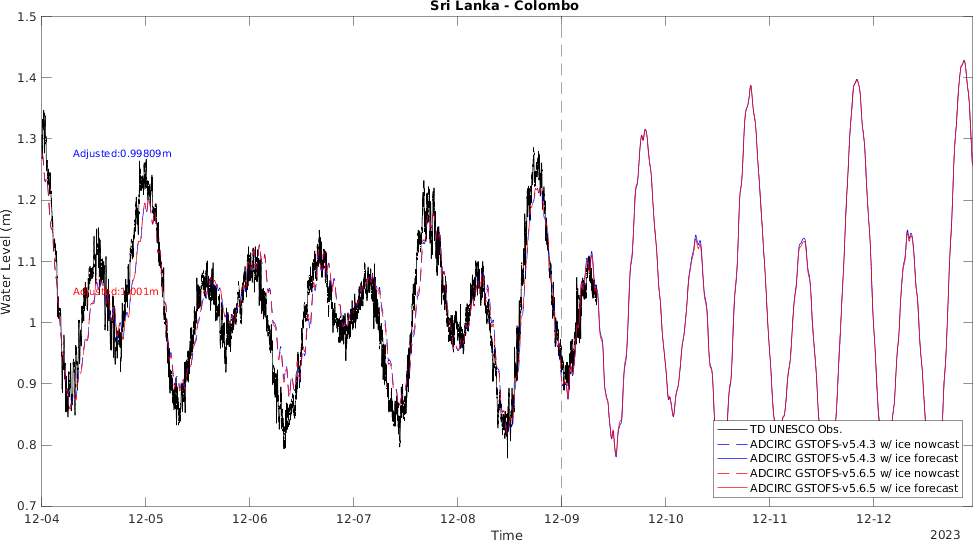 Sri Lanka - Colombo
1.5
1.4
1.3
1.2
1.1
1
0.9
0.8
0.7
Water Level (m)
Adjusted:0.99809m
Adjusted:1.001m
TD UNESCO Obs.
ADCIRC GSTOFS-v5.4.3 w/ ice nowcast
ADCIRC GSTOFS-v5.4.3 w/ ice forecast
ADCIRC GSTOFS-v5.6.5 w/ ice nowcast
ADCIRC GSTOFS-v5.6.5 w/ ice forecast
12-04 12-05 12-06 12-07 12-08 12-09 12-10 12-11 12-12
Time
2023